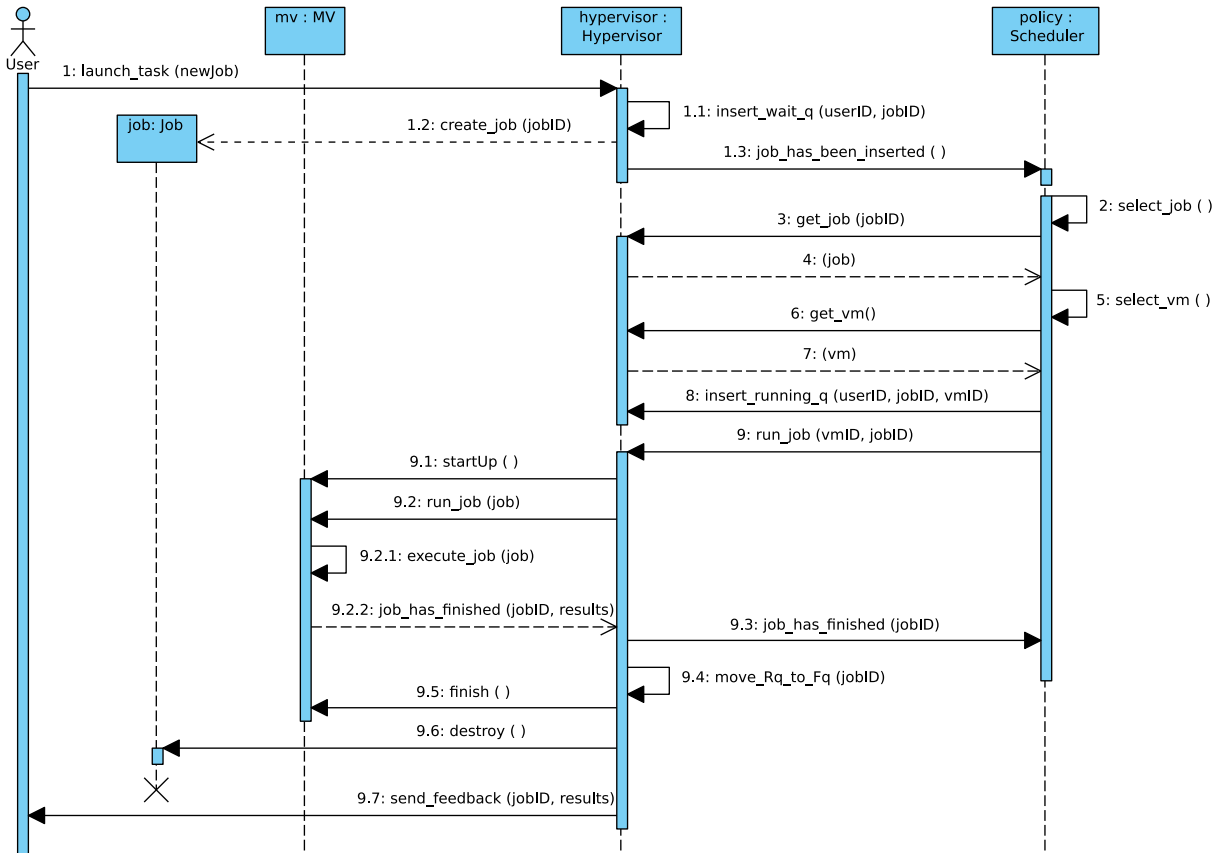 mv : MV
hypervisor :
Hypervisor
policy :
Scheduler
User
1: launch_task (newJob)
1.1: insert_wait_q (userID, jobID)
job: Job
1.2: create_job (jobID)
1.3: job_has_been_inserted ( )
2: select_job ( )
3: get_job (jobID)
4: (job)
5: select_vm ( )
6: get_vm()
7: (vm)
8: insert_running_q (userID, jobID, vmID)
9: run_job (vmID, jobID)
9.1: startUp ( )
9.2: run_job (job)
9.2.1: execute_job (job)
9.2.2: job_has_finished (jobID, results)
9.3: job_has_finished (jobID)
9.4: move_Rq_to_Fq (jobID)
9.5: finish ( )
9.6: destroy ( )
9.7: send_feedback (jobID, results)